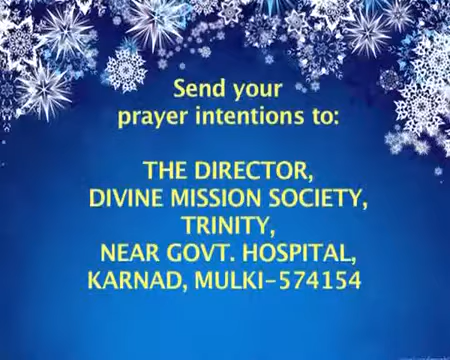 Send your
prayer intentions to:
THE DIRECTOR,
DIVINE MISSION SOCIETY,
TRINITY,
NEAR GOVT. HOSPITAL,
KARNAD, MULKI-574154